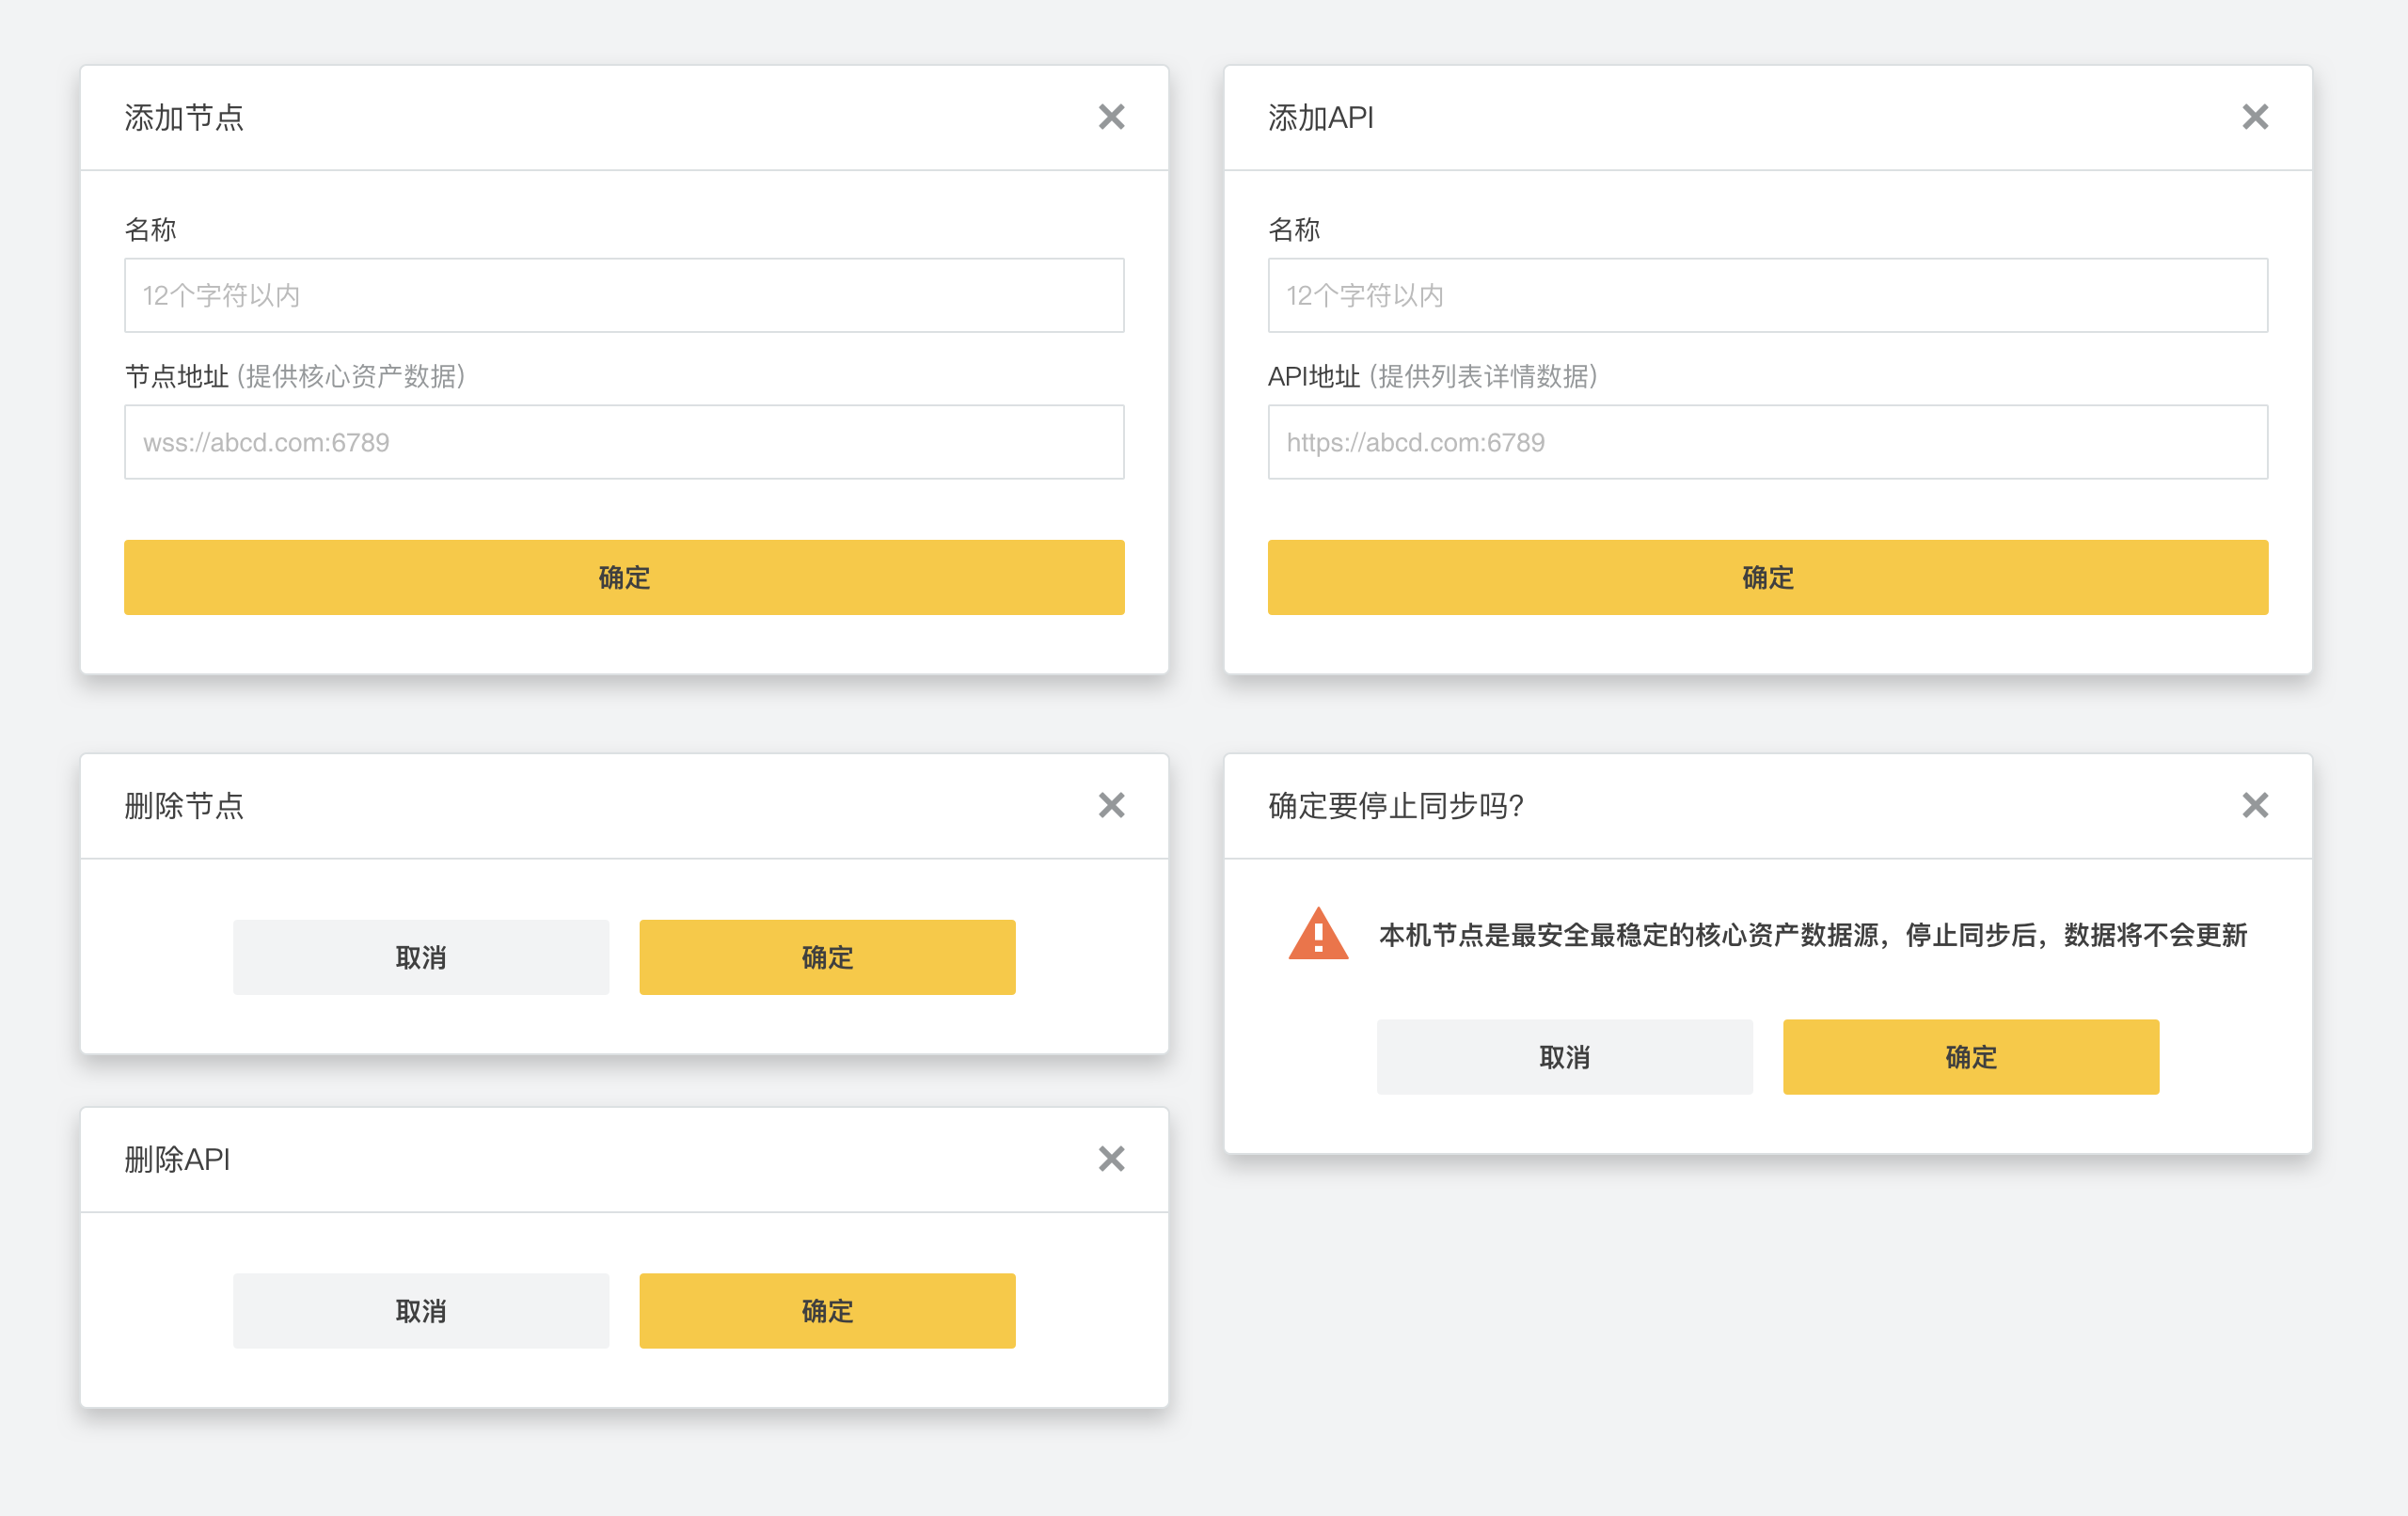 添加节点
名称
12个字符以内
节点地址 (提供核心资产数据)
wss://abcd.com:6789
确定
添加API
名称
12个字符以内
API地址 (提供列表详情数据)
https://abcd.com:6789
确定
删除节点
取消 确定
确定要停止同步吗?
本机节点是最安全最稳定的核心资产数据源，停止同步后，数据将不会更新
取消 确定
删除API
取消 确定